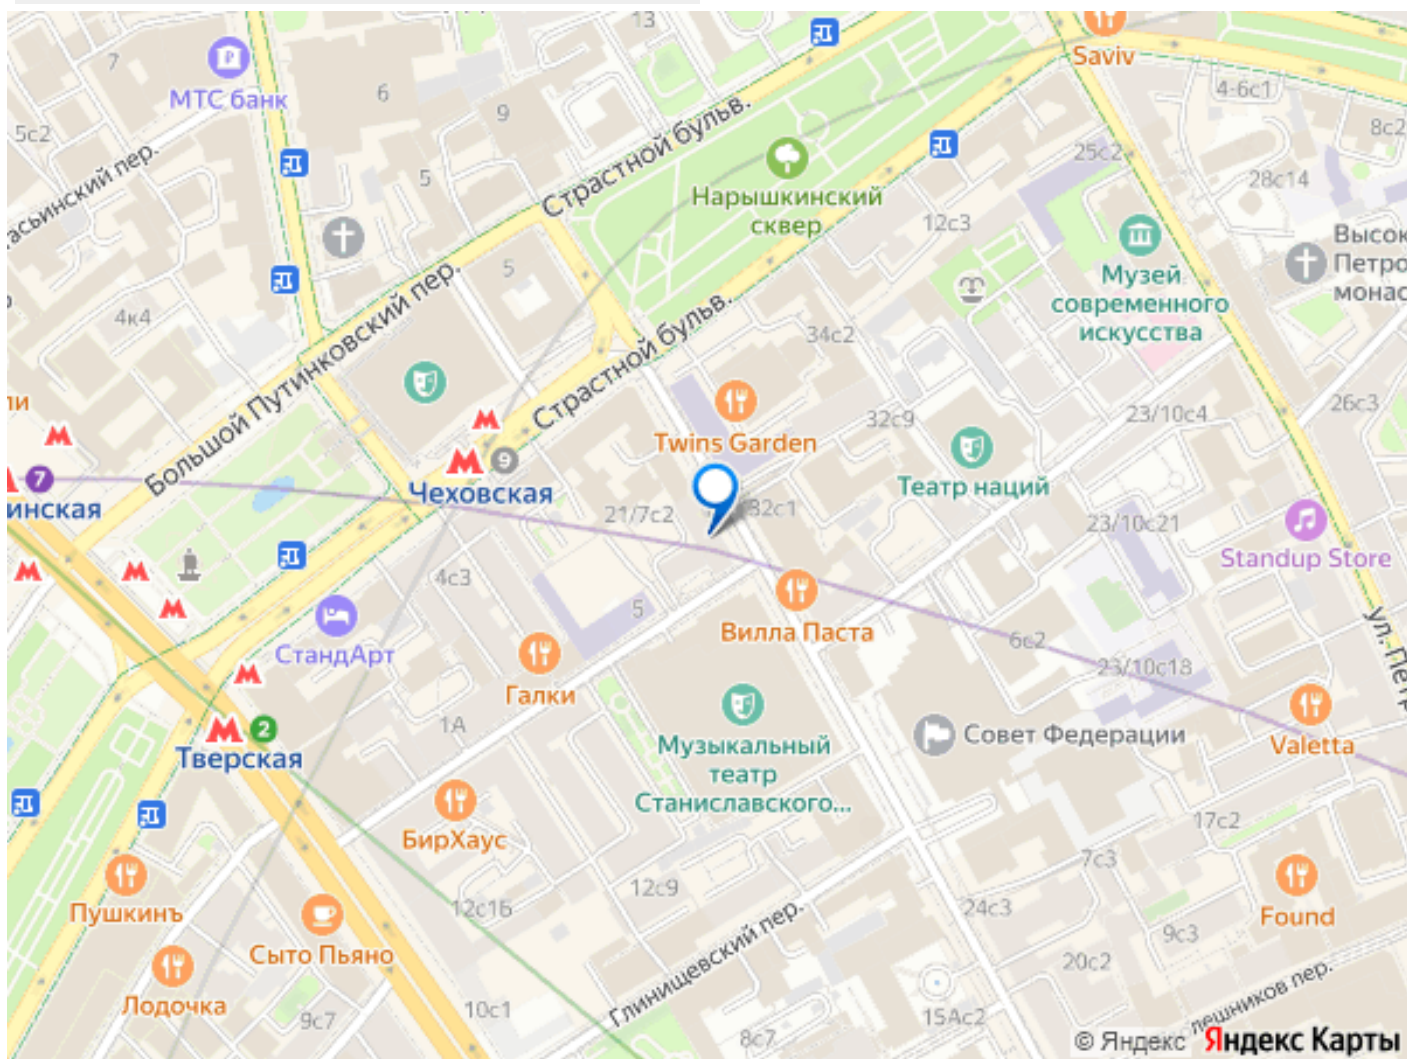 13
Saviv
7
МТС банк
6
9
5с2
4-6с1
8с2
Страстной бульв.
25с2
28с14
асьинский пер.
5
Нарышкинский
сквер
12с3
Музей
современного
искусства
Высок
Петро
монас
5
4к4
Большой Путинковский пер.
34с2
Страстной бульв.
ли
Twins Garden
32с9
23/10с4
26с3
Театр наций
7
инская
9
Чеховская
21/7с2
32с1
23/10с21
Standup Store
4с3
5
СтандАрт
Вилла Паста
6с2
23/10с18
ул. Петр
Галки
1А
2
Тверская
Музыкальный
театр
Станиславского...
Совет Федерации
Valetta
БирХаус
17с2
7с3
12с9
12с16
Пушкинъ
Сыто Пьяно
Глинищевский пер.
24с3
Found
9с3
20с2
Лодочка
9с7
10с1
8с7
15Ас2
лешников пер.
© Яндекс Яндекс Карты